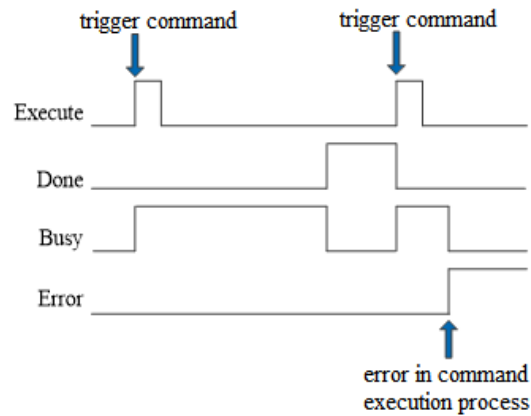 trigger command
trigger command
Execute
Done
Busy
Error
error in command
execution process